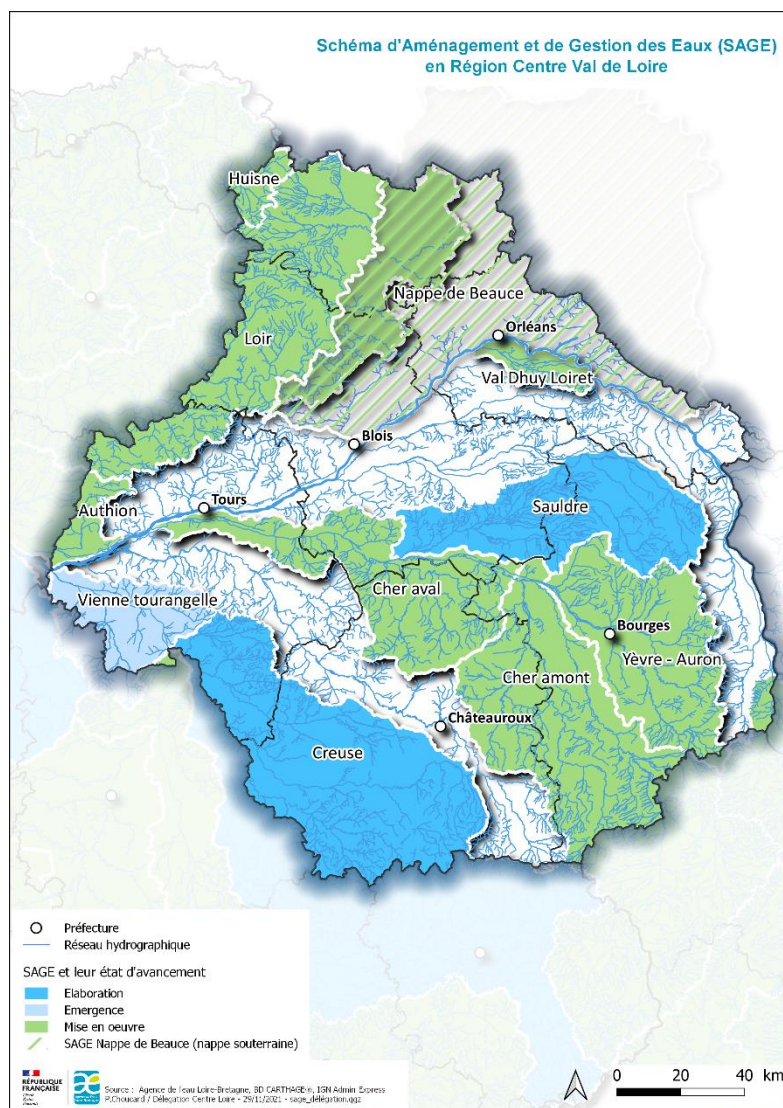 Schéma d'Aménagement et de Gestion des Eaux (SAGE)
en Région Centre Val de Loire
Huisne
Nappe de Beauce
Orléans
Loir
Val Dhuy Loiret
Blois
Sauldre
Tours
Authion
Cher aval
Vienne tourangelle
Bourges
Yèvre - Auron
Cher amont
Châteauroux
Creuse
Préfecture
Réseau hydrographique
SAGE et leur état d'avancement
Elaboration
Emergence
Mise en oeuvre
SAGE Nappe de Beauce (nappe souterraine)
RÉPUBLIQUE
FRANÇAISE
Source : Agence de l'eau Loire-Bretagne, BD CARTHAGE®, IGN Admin Express
P.Choucard / Délégation Centre Loire - 29/11/2021 - sage_délégation.qgz
0 20 40 km